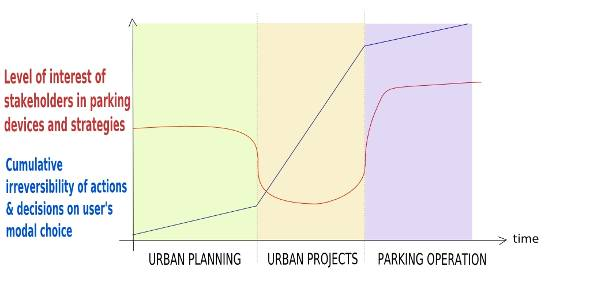 Level of interest of
stakeholders in parking
devices and strategies
Cumulative
irreversibility of actions
& decisions on user's
modal choice
time
URBAN PLANNING
URBAN PROJECTS
PARKING OPERATION